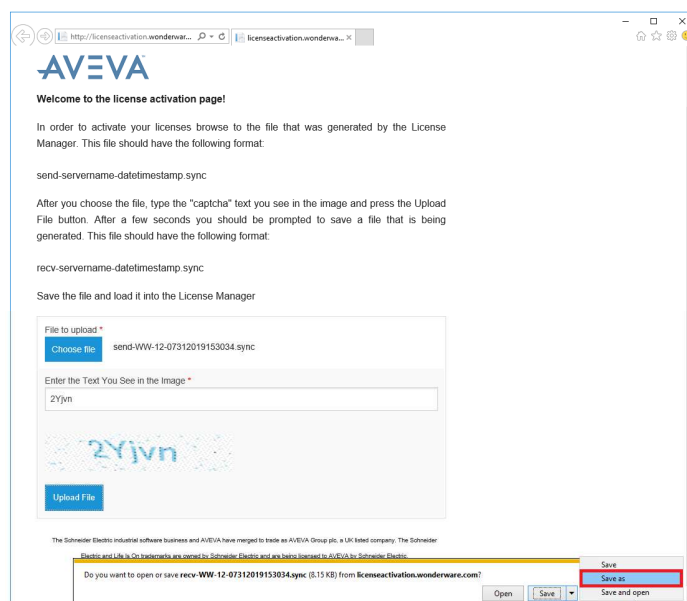 http://licenseactivation.wonderwar...
licenseactivation.wonderwa...
AVEVA
Welcome to the license activation page!
In order to activate your licenses browse to the file that was generated by the License
Manager. This file should have the following format:
send-servername-datetimestamp.sync
After you choose the file, type the "captcha" text you see in the image and press the Upload
File button. After a few seconds you should be prompted to save a file that is being
generated. This file should have the following format:
recv-servername-datetimestamp.sync
Save the file and load it into the License Manager
File to upload *
Choose file send-WW-12-07312019153034.sync
Enter the Text You See in the Image *
2Yjvn
2Yjvn
Upload File
The Schneider Electric industrial software business and AVEVA have merged to trade as AVEVA Group plc, a UK listed company. The Schneider
Electric and Life Is On trademarks are owned by Schneider Electric and are being licensed to AVEVA by Schneider Electric.
Do you want to open or save recv-WW-12-07312019153034.sync (8.15 KB) from licenseactivation.wonderware.com?
Open Save
Save
Save as
Save and open